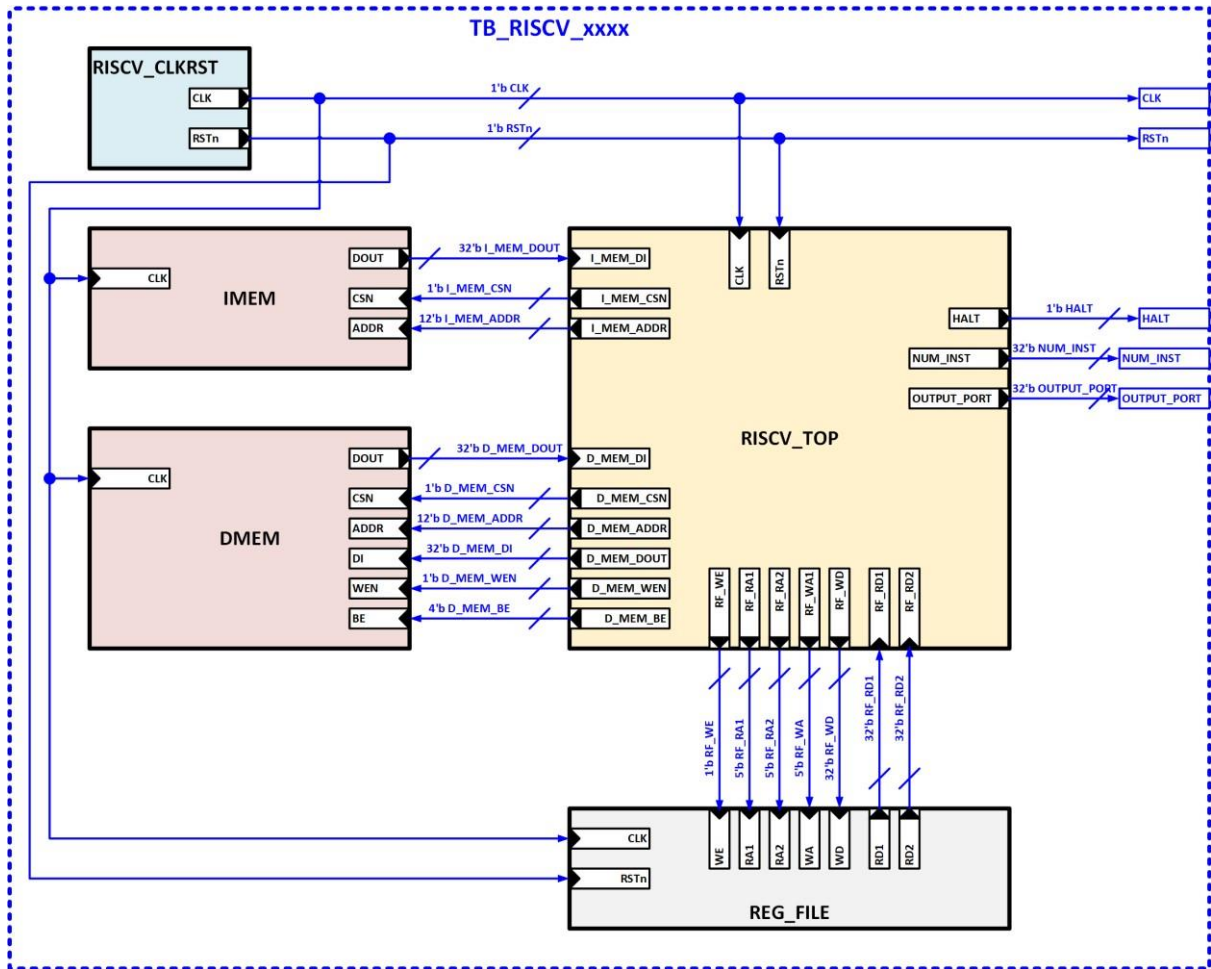 TB_RISCV_xxxx
RISCV_CLKRST
CLK
1'b CLK
CLK
RSTn
1'b RSTn
RSTn
IMEM
CLK
DOUT
32'b I_MEM_DOUT
I_MEM_DI
CSN
1'b I_MEM_CSN
I_MEM_CSN
ADDR
12'b I_MEM_ADDR
I_MEM_ADDR
CLK
RSTn
HALT
1'b HALT
HALT
NUM_INST
32'b NUM_INST
NUM_INST
OUTPUT_PORT
32'b OUTPUT_PORT
OUTPUT_PORT
RISCV_TOP
DMEM
CLK
DOUT
32'b D_MEM_DOUT
D_MEM_DI
CSN
1'b D_MEM_CSN
D_MEM_CSN
ADDR
12'b D_MEM_ADDR
D_MEM_ADDR
DI
32'b D_MEM_DI
D_MEM_DOUT
WEN
1'b D_MEM_WEN
D_MEM_WEN
BE
4'b D_MEM_BE
D_MEM_BE
RF_WE
RF_RA1
RF_RA2
RF_WA1
RF_WD
RF_RD1
RF_RD2
1'b RF_WE
5'b RF_RA1
5'b RF_RA2
5'b RF_WA
32'b RF_WD
32'b RF_RD1
32'b RF_RD2
CLK
RSTn
WE
RA1
RA2
WA
WD
RD1
RD2
REG_FILE